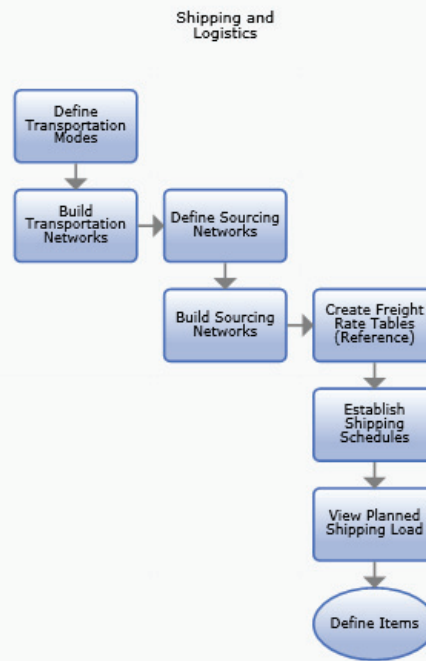 Shipping and
Logistics
Define
Transportation
Modes
Build
Transportation
Networks
Define Sourcing
Networks
Build Sourcing
Networks
Create Freight
Rate Tables
(Reference)
Establish
Shipping
Schedules
View Planned
Shipping Load
Define Items